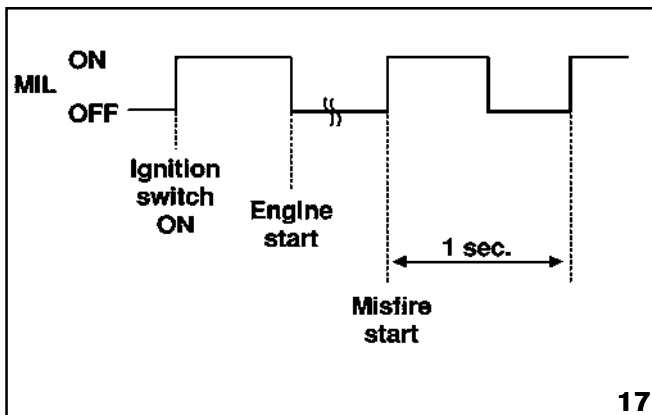 ON
MIL
OFF
Ignition
switch
ON
Engine
start
1 sec.
Misfire
start
17